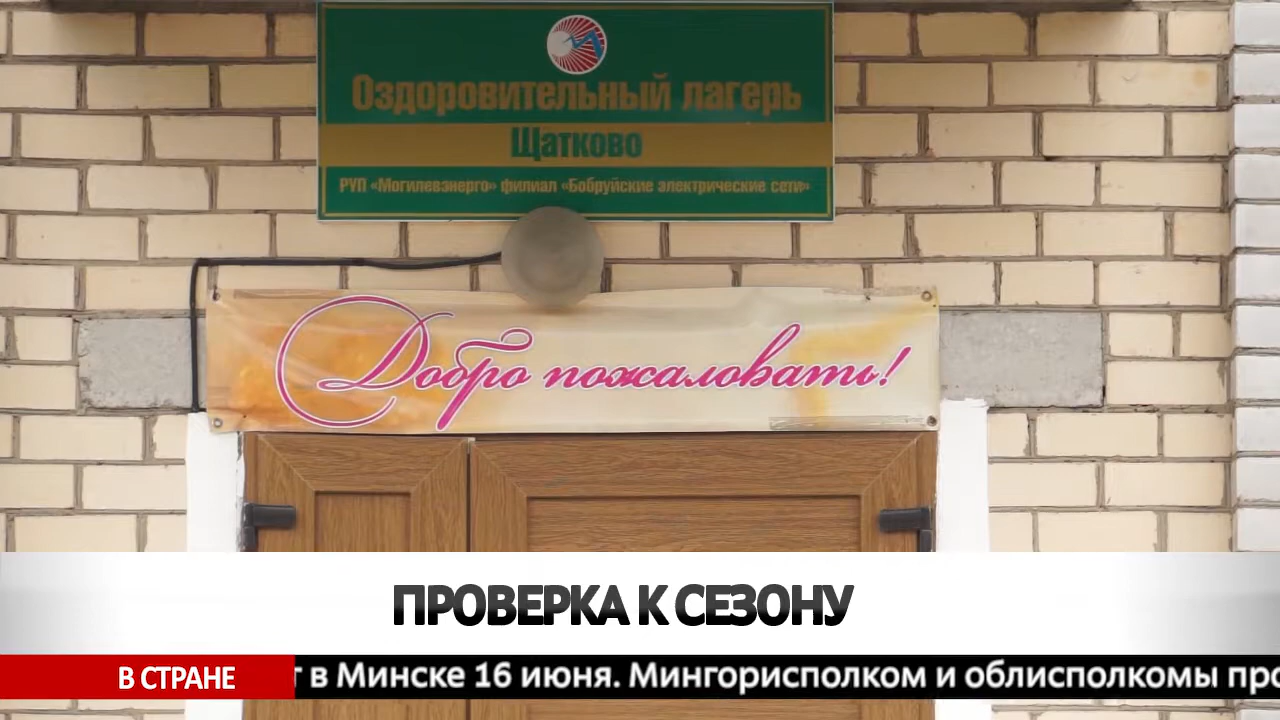 Оздоровительный лагерь
Щатково
РУП «Могилевэнерго» филиал «Бобруйские электрические сети»
Добро пожаловать!
ПРОВЕРКА К СЕЗОНУ
В СТРАНЕ
в Минске 16 июня. Мингорисполком и облисполкомы